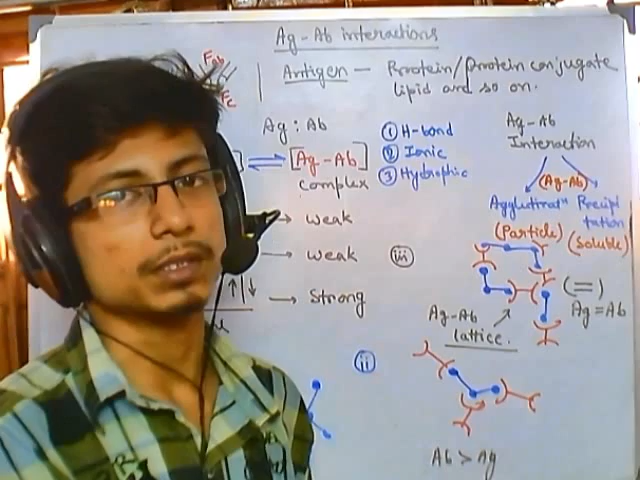 Ag-Ab interactions
Fab
Fc
Antigen — Protein/protein conjugate
lipid and so on.
Ag : Ab
① H-bond
② Ionic
③ Hydrophic
] ⇌ [Ag-Ab]
complex
→ weak
→ weak
↑↓ → Strong
Ag-Ab
Interaction
(Ag-Ab)
Agglutinatn
(Particle)
Precipi
tation
(soluble)
iii
(=)
Ag=Ab
Ag-Ab
lattice.
ii
Ab > Ag